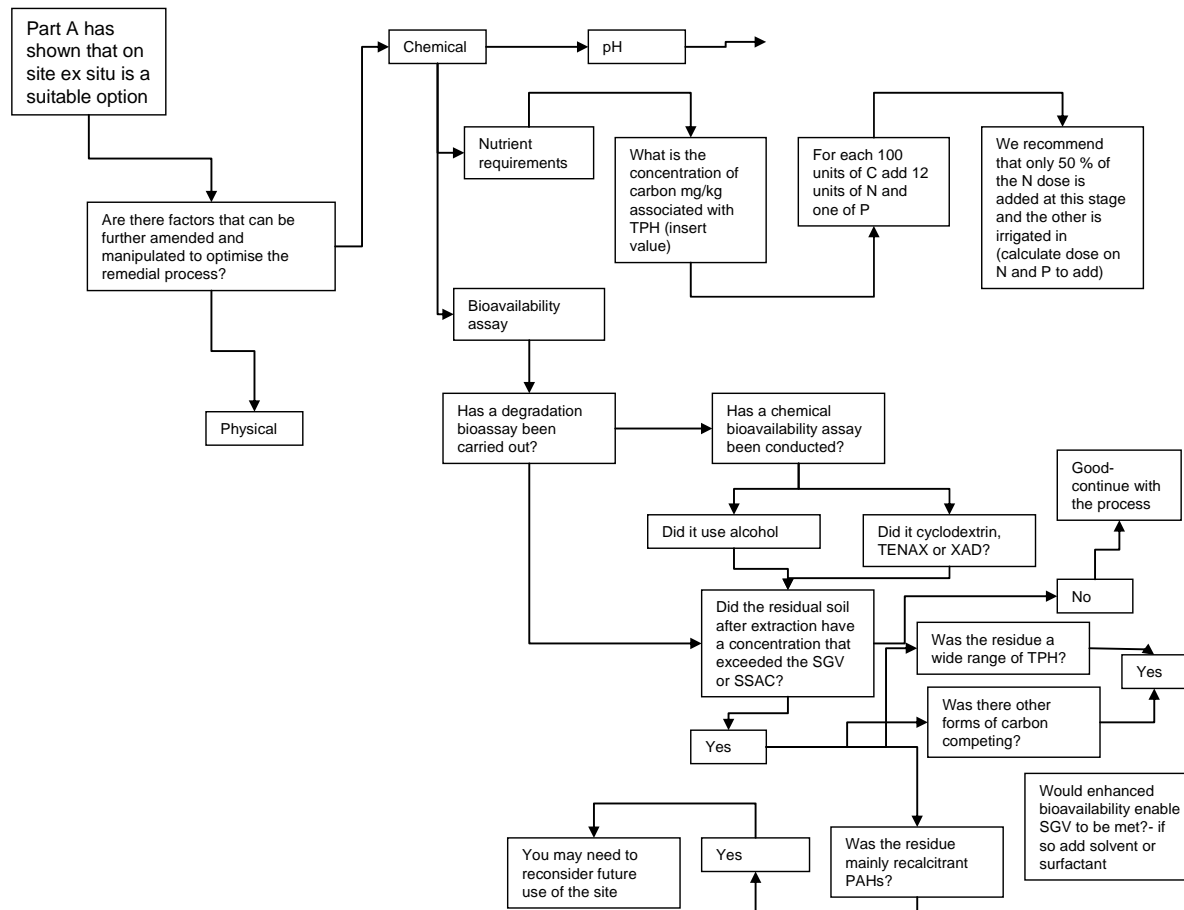 Part A has
shown that on
site ex situ is a
suitable option
Chemical
pH
Nutrient
requirements
What is the
concentration of
carbon mg/kg
associated with
TPH (insert
value)
For each 100
units of C add 12
units of N and
one of P
We recommend
that only 50 % of
the N dose is
added at this stage
and the other is
irrigated in
(calculate dose on
N and P to add)
Are there factors that can be
further amended and
manipulated to optimise the
remedial process?
Bioavailability
assay
Physical
Has a degradation
bioassay been
carried out?
Has a chemical
bioavailability assay
been conducted?
Good-
continue with
the process
Did it use alcohol
Did it cyclodextrin,
TENAX or XAD?
No
Did the residual soil
after extraction have
a concentration that
exceeded the SGV
or SSAC?
Was the residue a
wide range of TPH?
Yes
Was there other
forms of carbon
competing?
Yes
Would enhanced
bioavailability enable
SGV to be met?- if
so add solvent or
surfactant
You may need to
reconsider future
use of the site
Yes
Was the residue
mainly recalcitrant
PAHs?